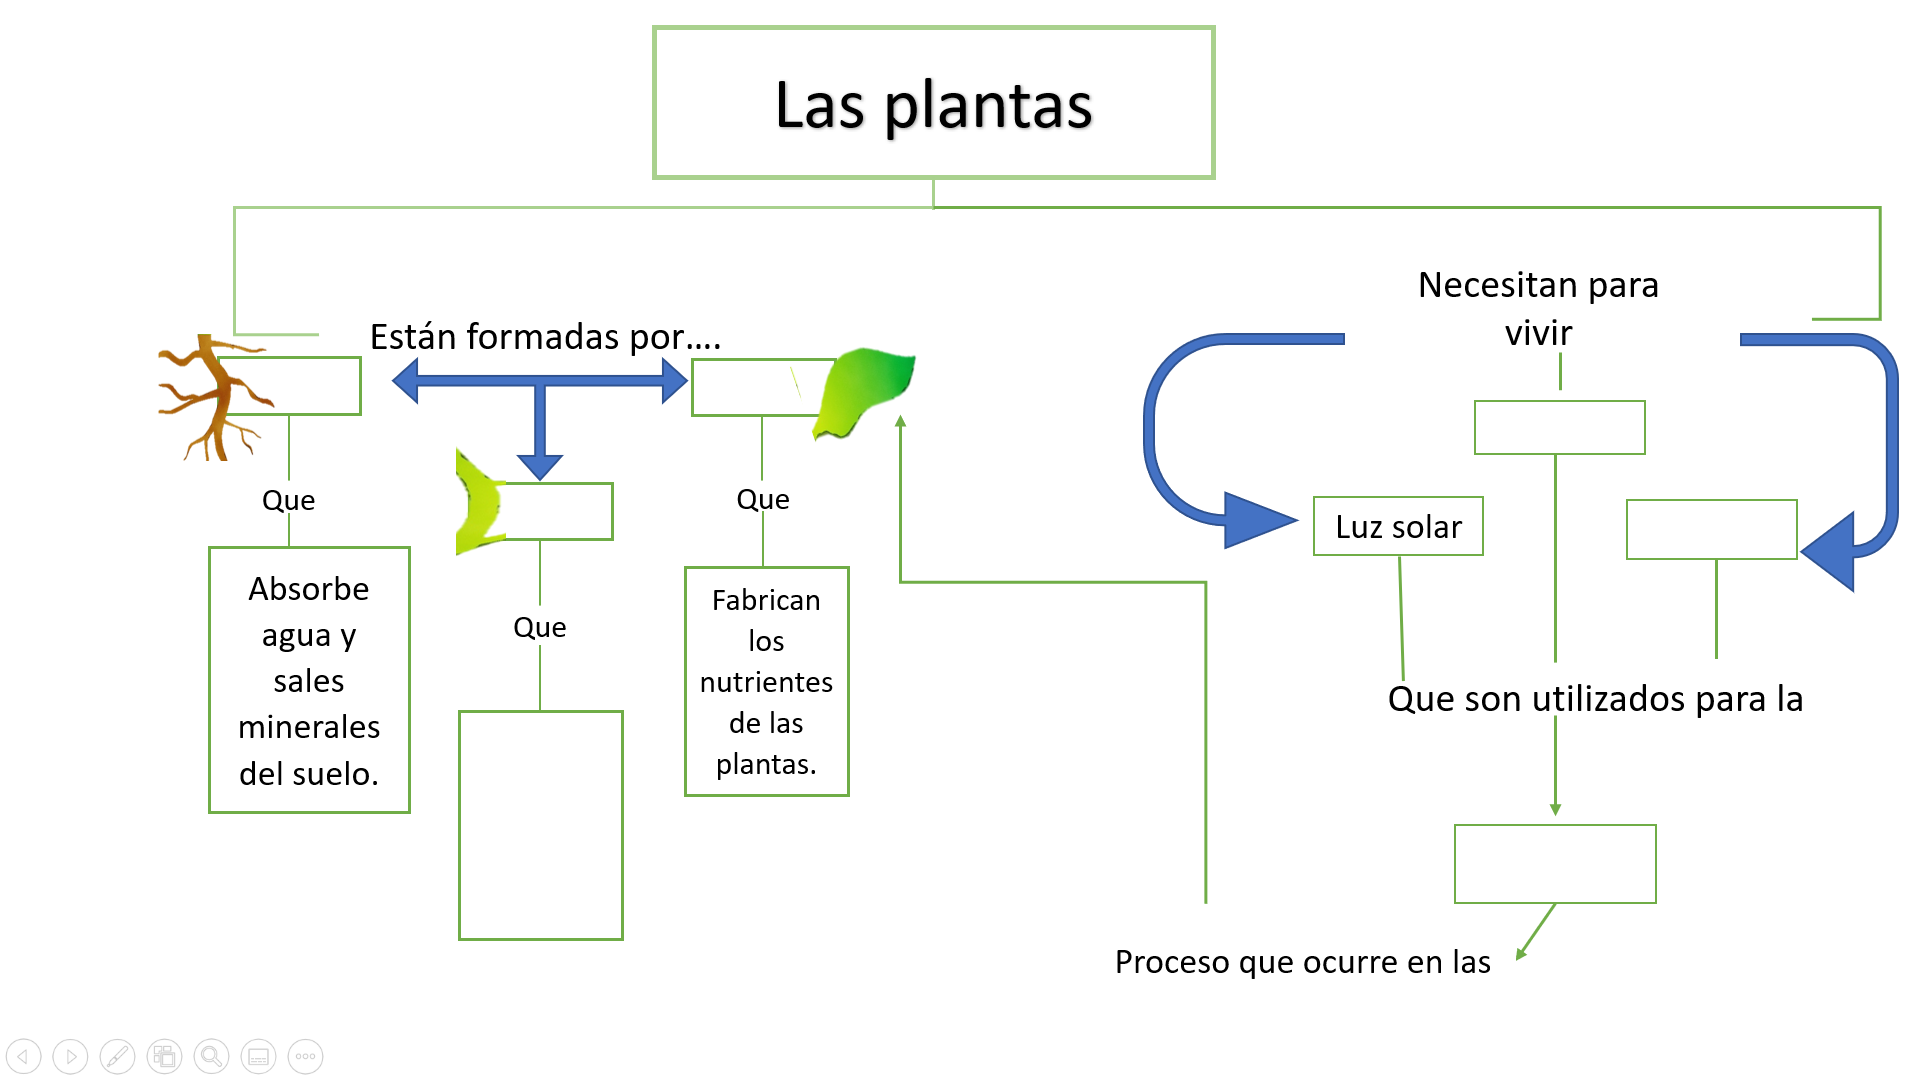 Las plantas
Están formadas por....
Que
Absorbe
agua y
sales
minerales
del suelo.
Que
Que
Fabrican
los
nutrientes
de las
plantas.
Necesitan para
vivir
Luz solar
Que son utilizados para la
Proceso que ocurre en las